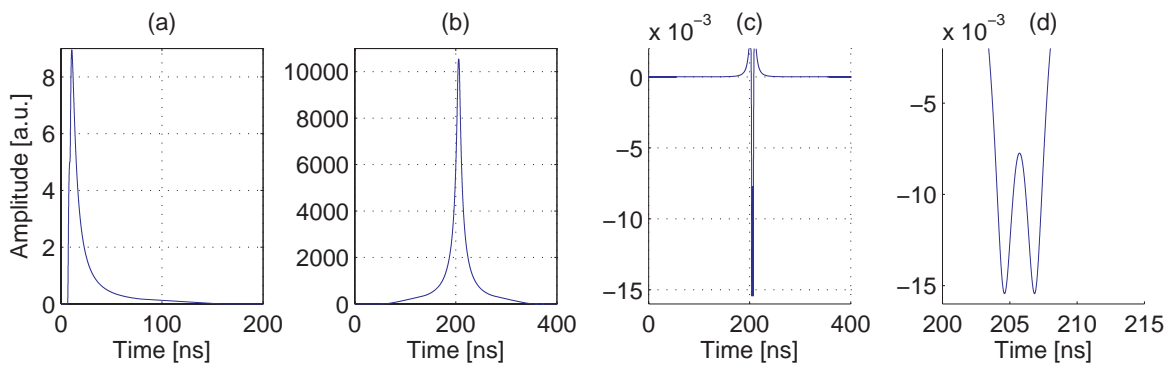 (a)
Amplitude [a.u.]
8
6
4
2
0
0 100 200
Time [ns]
(b)
10000
8000
6000
4000
2000
0
0 200 400
Time [ns]
(c)
x 10⁻³
0
−5
−10
−15
0 200 400
Time [ns]
(d)
x 10⁻³
−5
−10
−15
200 205 210 215
Time [ns]